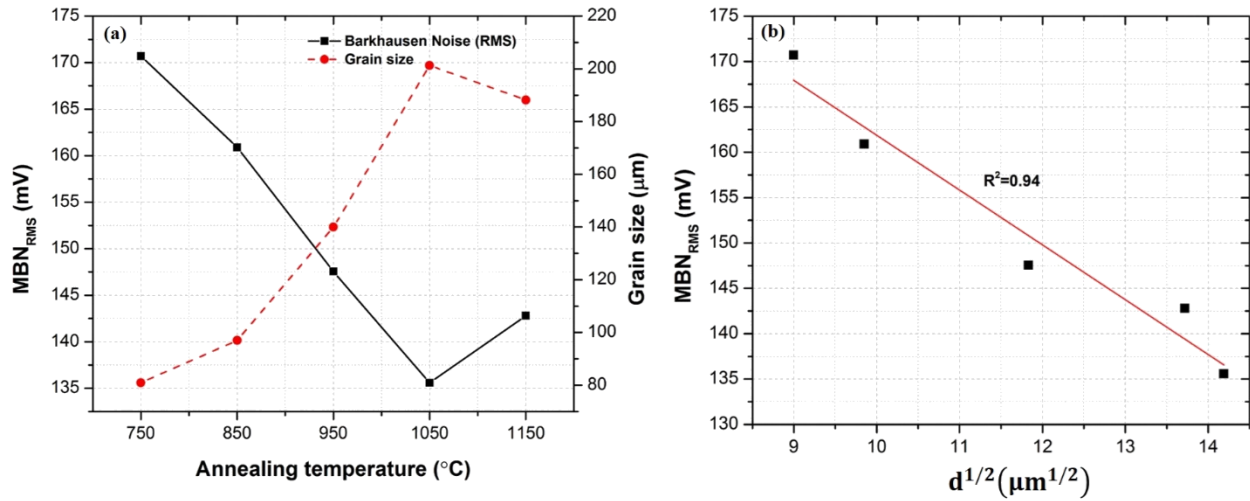 (a)
Barkhausen Noise (RMS)
Grain size
175
170
165
160
155
150
145
140
135
MBN_RMS (mV)
220
200
180
160
140
120
100
80
Grain size (μm)
750 850 950 1050 1150
Annealing temperature (°C)
(b)
R²=0.94
175
170
165
160
155
150
145
140
135
130
MBN_RMS (mV)
9 10 11 12 13 14
d^1/2(μm^1/2)